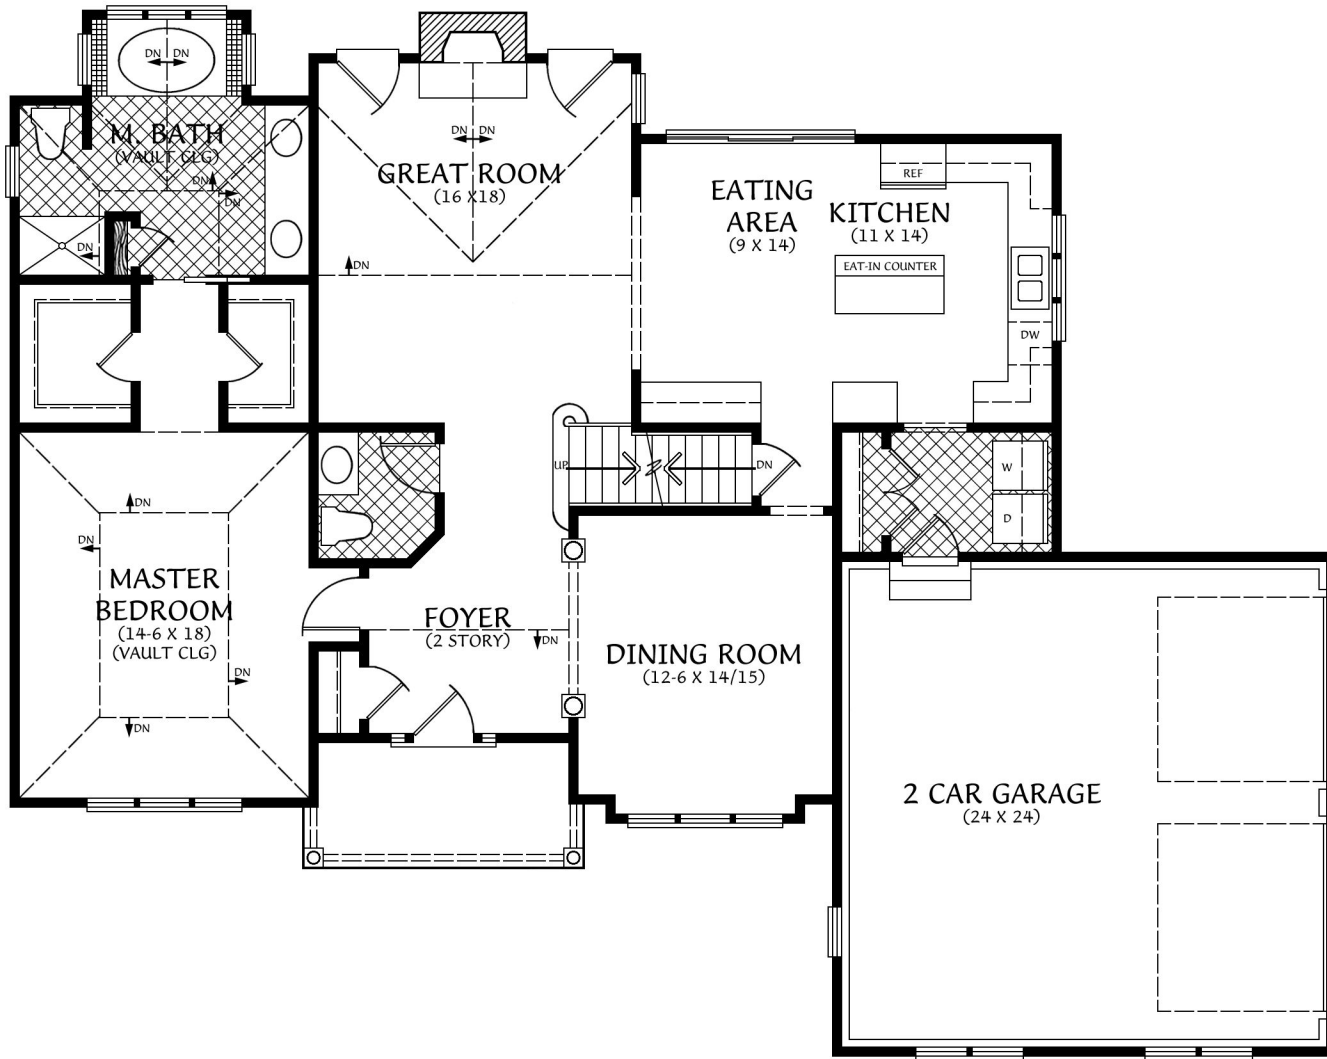 DN DN
M. BATH
(VAULT CLG)
DN
DN
DN
DN DN
GREAT ROOM
(16 X18)
DN
EATING
AREA
(9 X 14)
KITCHEN
(11 X 14)
REF
EAT-IN COUNTER
DW
UP
DN
W
D
DN
DN
MASTER
BEDROOM
(14-6 X 18)
(VAULT CLG)
DN
DN
FOYER
(2 STORY)
DN
DINING ROOM
(12-6 X 14/15)
2 CAR GARAGE
(24 X 24)